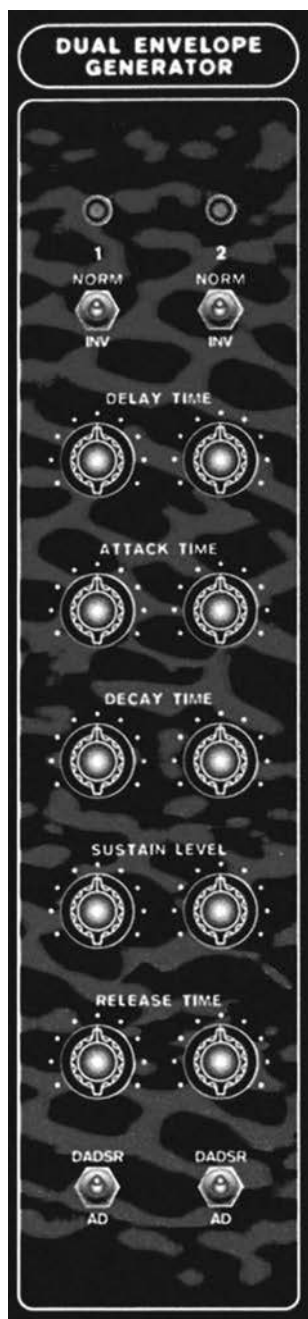 DUAL ENVELOPE
GENERATOR
1 2
NORM NORM
INV INV
DELAY TIME
ATTACK TIME
DECAY TIME
SUSTAIN LEVEL
RELEASE TIME
DADSR DADSR
AD AD